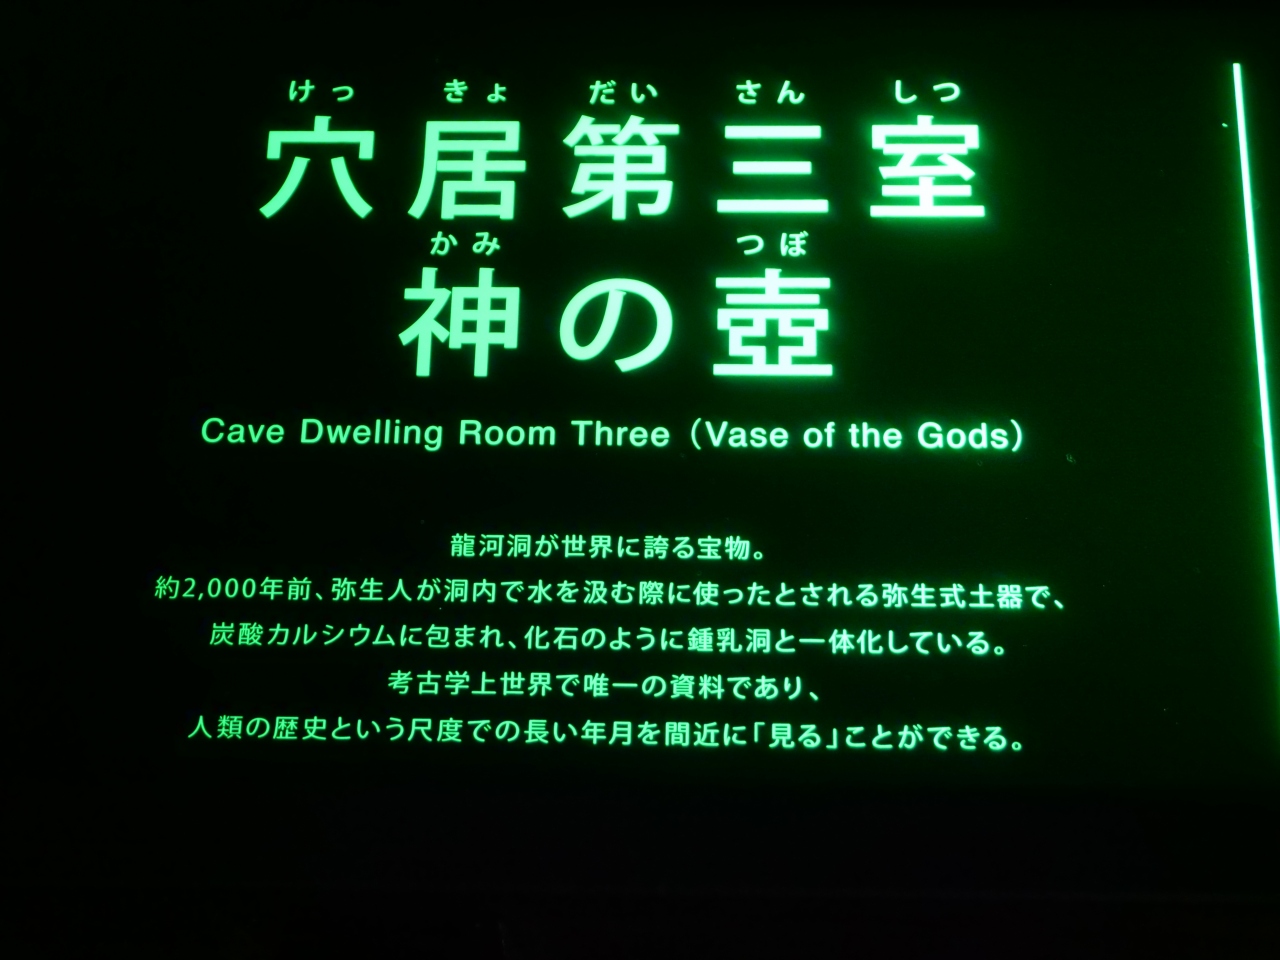 けっ きょ だい さん しつ
穴居第三室
かみ つぼ
神の壺
Cave Dwelling Room Three（Vase of the Gods）
龍河洞が世界に誇る宝物。
約2,000年前、弥生人が洞内で水を汲む際に使ったとされる弥生式土器で、
炭酸カルシウムに包まれ、化石のように鍾乳洞と一体化している。
考古学上世界で唯一の資料であり、
人類の歴史という尺度での長い年月を間近に「見る」ことができる。